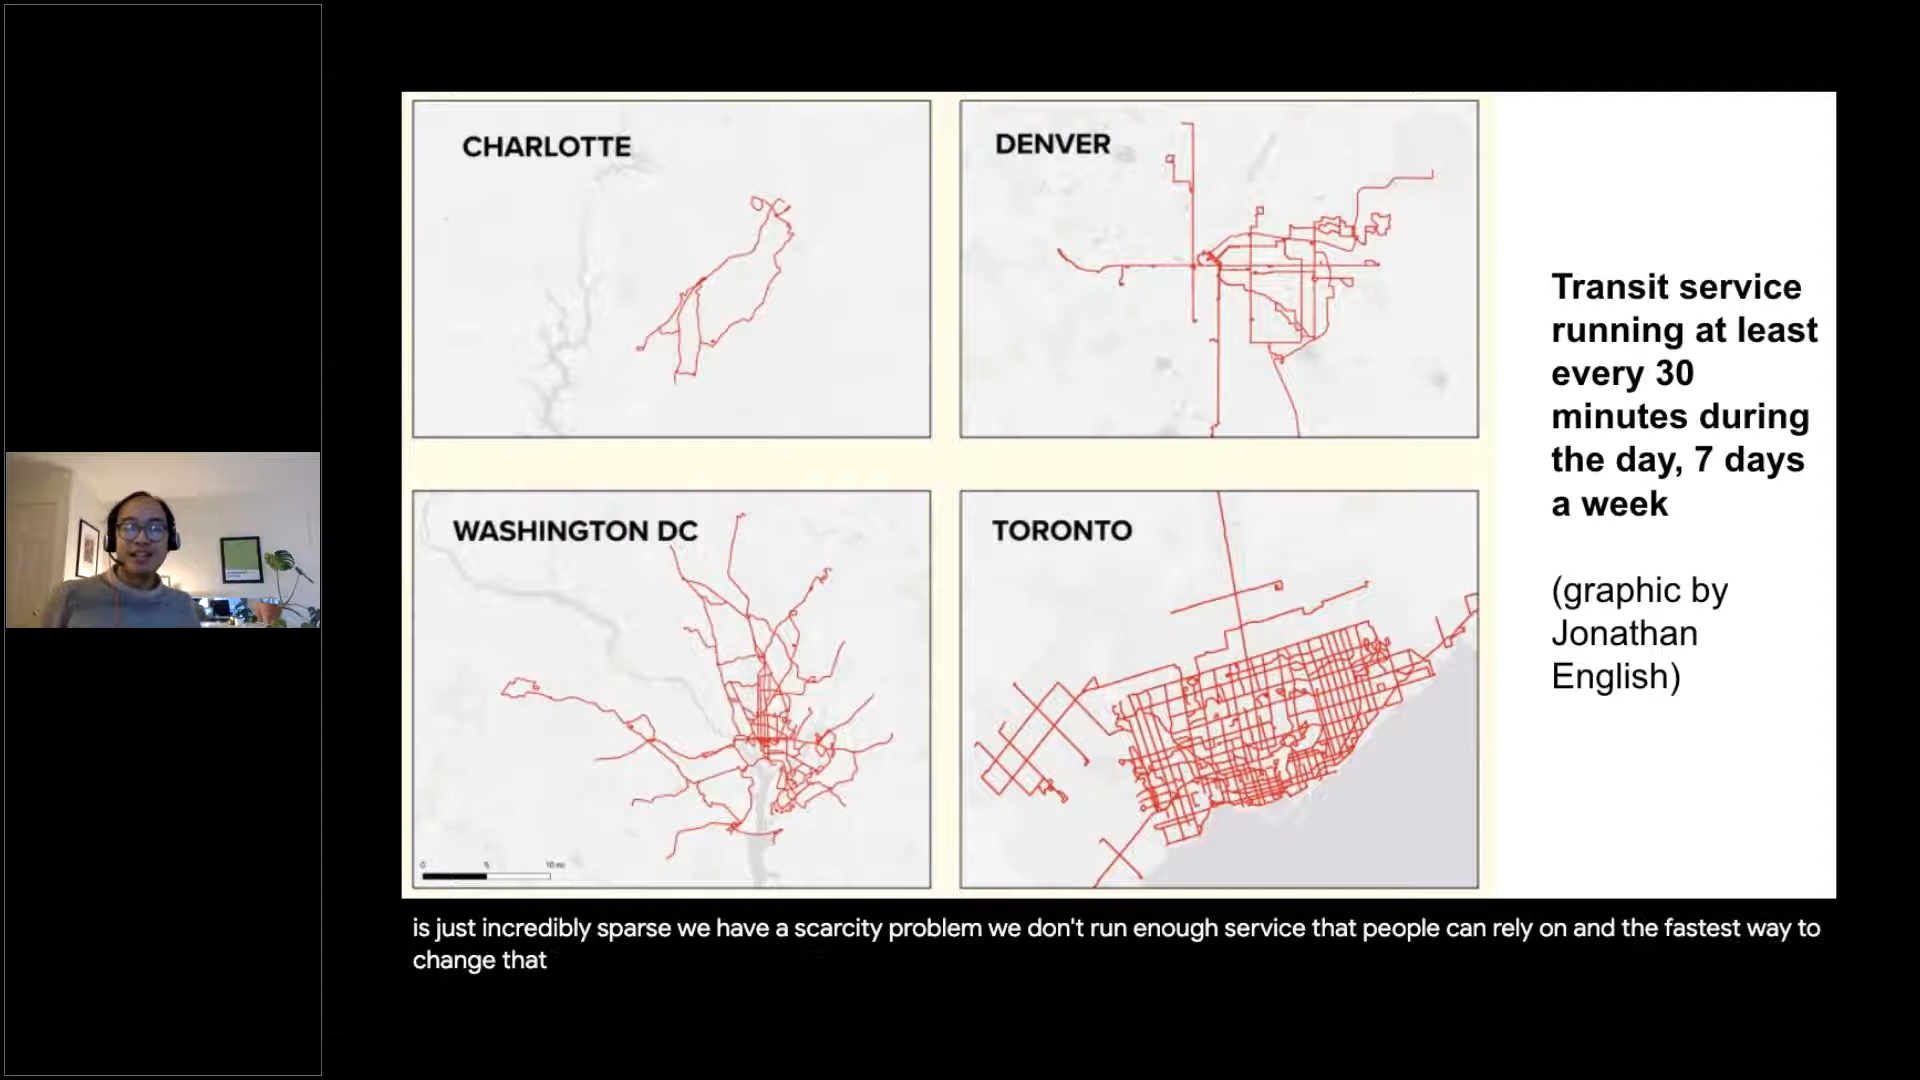 CHARLOTTE
DENVER
WASHINGTON DC
TORONTO
Transit service
running at least
every 30
minutes during
the day, 7 days
a week
(graphic by
Jonathan
English)
is just incredibly sparse we have a scarcity problem we don't run enough service that people can rely on and the fastest way to
change that